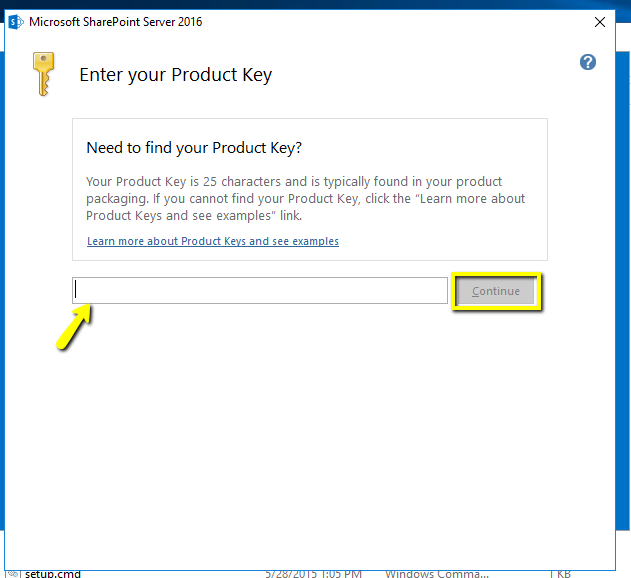 Microsoft SharePoint Server 2016
Enter your Product Key
Need to find your Product Key?
Your Product Key is 25 characters and is typically found in your product
packaging. If you cannot find your Product Key, click the “Learn more about
Product Keys and see examples” link.
Learn more about Product Keys and see examples
Continue
setup.cmd 5/28/2015 1:05 PM Windows Comma... 1 KB